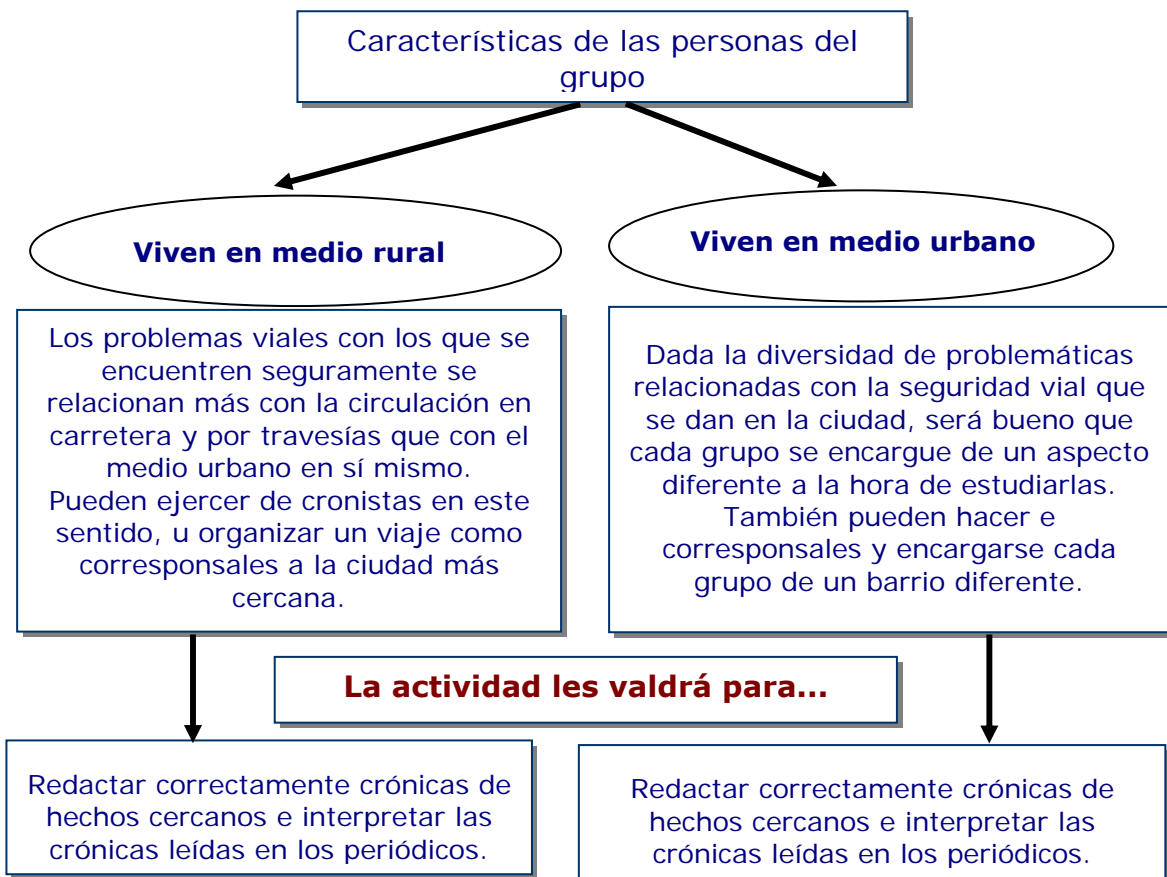 Características de las personas del
grupo
Viven en medio rural
Viven en medio urbano
Los problemas viales con los que se
encuentren seguramente se
relacionan más con la circulación en
carretera y por travesías que con el
medio urbano en sí mismo.
Pueden ejercer de cronistas en este
sentido, u organizar un viaje como
corresponsales a la ciudad más
cercana.
Dada la diversidad de problemáticas
relacionadas con la seguridad vial que
se dan en la ciudad, será bueno que
cada grupo se encargue de un aspecto
diferente a la hora de estudiarlas.
También pueden hacer e
corresponsales y encargarse cada
grupo de un barrio diferente.
La actividad les valdrá para...
Redactar correctamente crónicas de
hechos cercanos e interpretar las
crónicas leídas en los periódicos.
Redactar correctamente crónicas de
hechos cercanos e interpretar las
crónicas leídas en los periódicos.